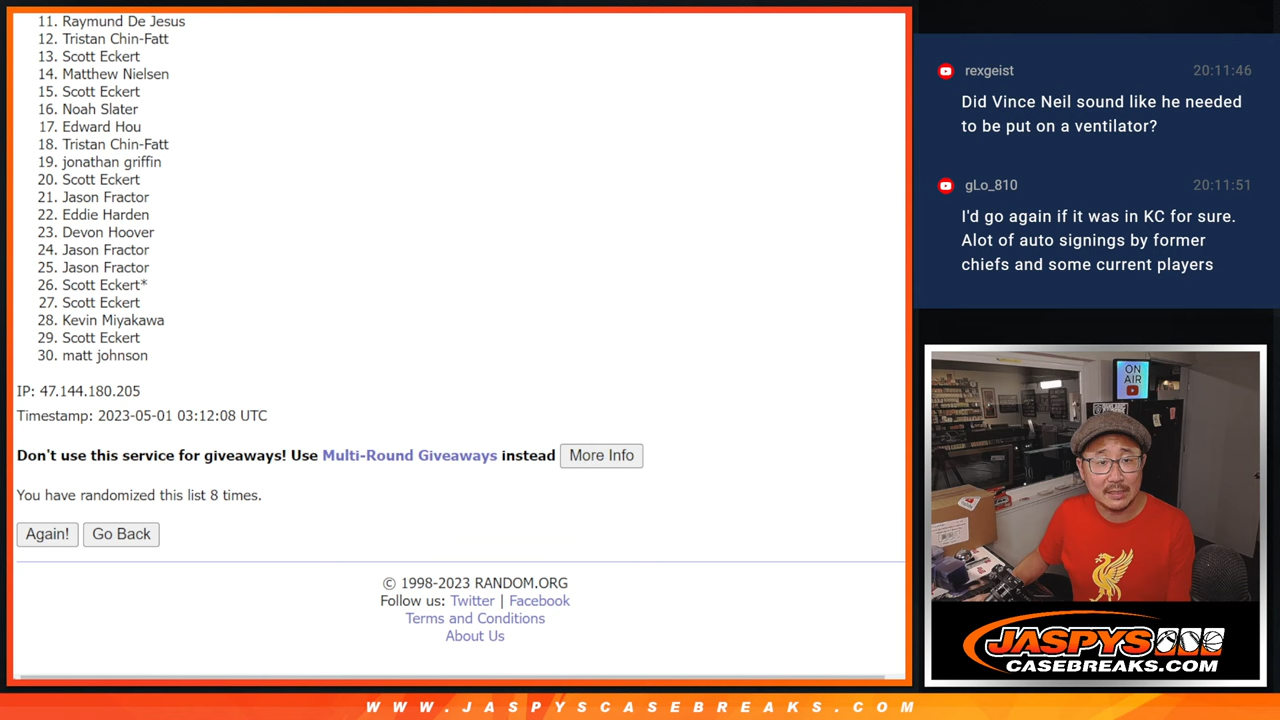 11. Raymund De Jesus
12. Tristan Chin-Fatt
13. Scott Eckert
14. Matthew Nielsen
15. Scott Eckert
16. Noah Slater
17. Edward Hou
18. Tristan Chin-Fatt
19. jonathan griffin
20. Scott Eckert
21. Jason Fractor
22. Eddie Harden
23. Devon Hoover
24. Jason Fractor
25. Jason Fractor
26. Scott Eckert*
27. Scott Eckert
28. Kevin Miyakawa
29. Scott Eckert
30. matt johnson
IP: 47.144.180.205
Timestamp: 2023-05-01 03:12:08 UTC
Don't use this service for giveaways! Use Multi-Round Giveaways instead More Info
You have randomized this list 8 times.
Again! Go Back
© 1998-2023 RANDOM.ORG
Follow us: Twitter | Facebook
Terms and Conditions
About Us
rexgeist 20:11:46
Did Vince Neil sound like he needed
to be put on a ventilator?
gLo_810 20:11:51
I'd go again if it was in KC for sure.
Alot of auto signings by former
chiefs and some current players
ON
AIR
JASPYS
CASEBREAKS.COM
WWW.JASPYSCASEBREAKS.COM